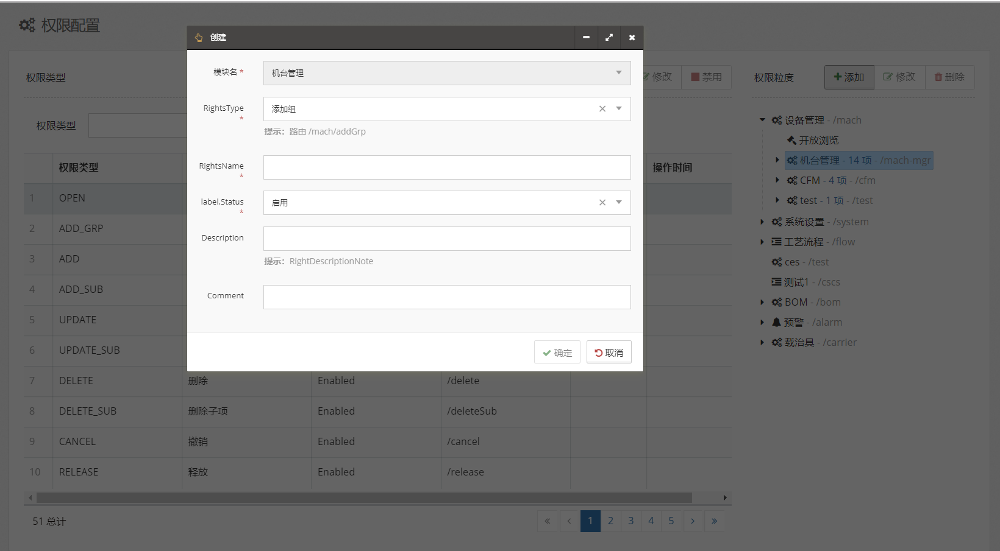 权限配置
创建
模块名 *
机台管理
RightsType *
添加组
提示: 路由 /mach/addGrp
RightsName *
label.Status *
启用
Description
提示: RightDescriptionNote
Comment
确定
取消
权限类型
修改
禁用
权限类型
权限类型
操作时间
1 OPEN
2 ADD_GRP
3 ADD
4 ADD_SUB
5 UPDATE
6 UPDATE_SUB
7 DELETE 删除 Enabled /delete
8 DELETE_SUB 删除子项 Enabled /deleteSub
9 CANCEL 撤销 Enabled /cancel
10 RELEASE 释放 Enabled /release
51 总计
« ‹ 1 2 3 4 5 › »
权限粒度
添加
修改
删除
设备管理 - /mach
开放浏览
机台管理 - 14 项 - /mach-mgr
CFM - 4 项 - /cfm
test - 1 项 - /test
系统设置 - /system
工艺流程 - /flow
ces - /test
测试1 - /cscs
BOM - /bom
预警 - /alarm
载治具 - /carrier